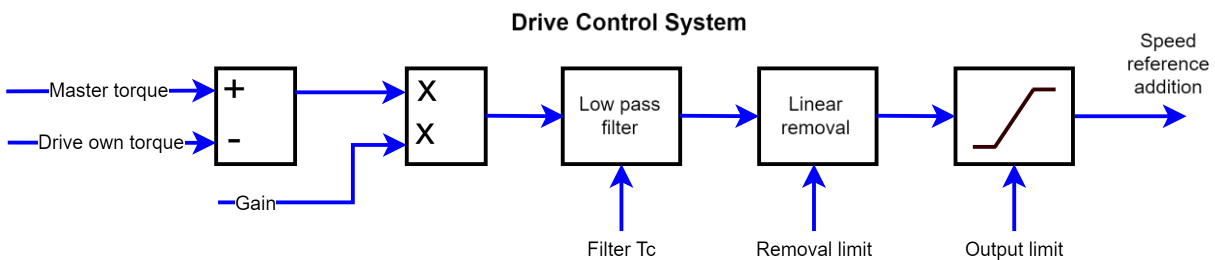 Drive Control System
Master torque
Drive own torque
Gain
+
-
X
X
Low pass
filter
Filter Tc
Linear
removal
Removal limit
Output limit
Speed
reference
addition